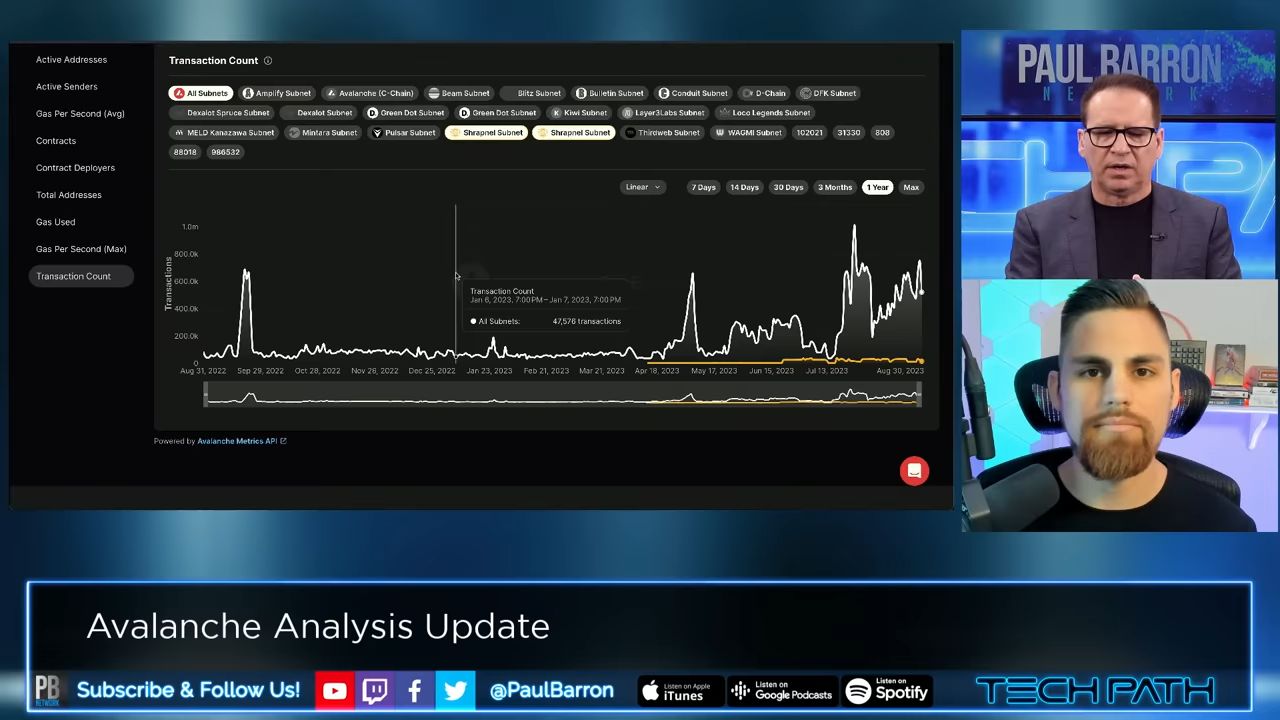 Active Addresses
Active Senders
Gas Per Second (Avg)
Contracts
Contract Deployers
Total Addresses
Gas Used
Gas Per Second (Max)
Transaction Count
Transaction Count
All Subnets Amplify Subnet Avalanche (C-Chain) Beam Subnet Blitz Subnet Bulletin Subnet Conduit Subnet D-Chain DFK Subnet
Dexalot Spruce Subnet Dexalot Subnet Green Dot Subnet Green Dot Subnet Kiwi Subnet Layer3Labs Subnet Loco Legends Subnet
MELD Kanazawa Subnet Mintara Subnet Pulsar Subnet Shrapnel Subnet Shrapnel Subnet Thirdweb Subnet WAGMI Subnet 102021 31330 808
88018 986532
Linear 7 Days 14 Days 30 Days 3 Months 1 Year Max
Transactions
1.0m
800.0k
600.0k
400.0k
200.0k
0
Transaction Count
Jan 6, 2023, 7:00 PM – Jan 7, 2023, 7:00 PM
All Subnets: 47,576 transactions
Aug 31, 2022 Sep 29, 2022 Oct 28, 2022 Nov 26, 2022 Dec 25, 2022 Jan 23, 2023 Feb 21, 2023 Mar 21, 2023 Apr 18, 2023 May 17, 2023 Jun 15, 2023 Jul 13, 2023 Aug 30, 2023
Powered by Avalanche Metrics API
PAUL BARRON
NETWORK
Avalanche Analysis Update
PB
NETWORK
Subscribe & Follow Us!
@PaulBarron
Listen on Apple
iTunes
Listen on
Google Podcasts
Listen on
Spotify
TECH PATH